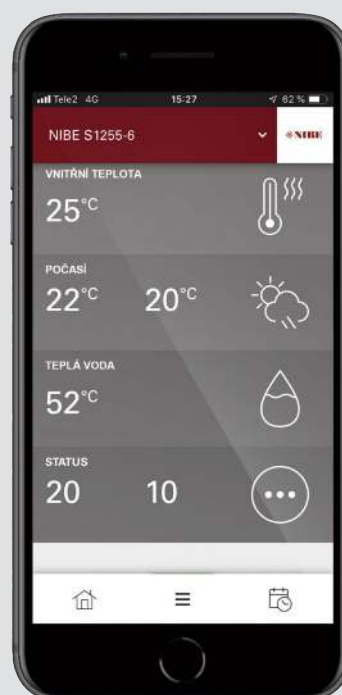 Tele2 4G 15:27 62 %
NIBE S1255-6 NIBE
VNITŘNÍ TEPLOTA
25°C
POČASÍ
22°C 20°C
TEPLÁ VODA
52°C
STATUS
20 10